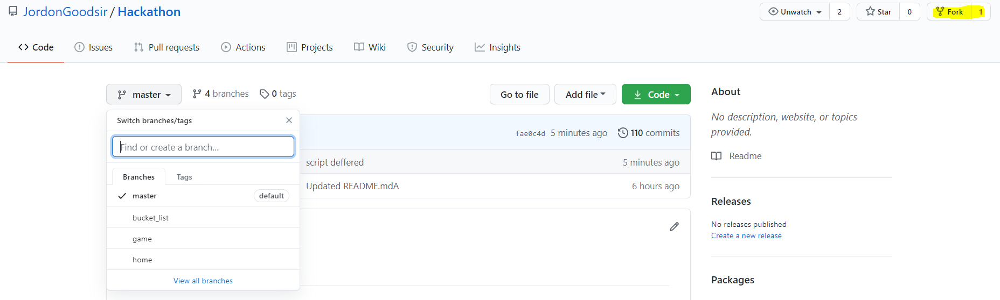 JordonGoodsir / Hackathon
Unwatch 2 Star 0 Fork 1
Code Issues Pull requests Actions Projects Wiki Security Insights
master 4 branches 0 tags Go to file Add file Code
Switch branches/tags
Find or create a branch...
Branches Tags
master default
bucket_list
game
home
View all branches
fae0c4d 5 minutes ago 110 commits
script deffered 5 minutes ago
Updated README.mdA 6 hours ago
About
No description, website, or topics
provided.
Readme
Releases
No releases published
Create a new release
Packages